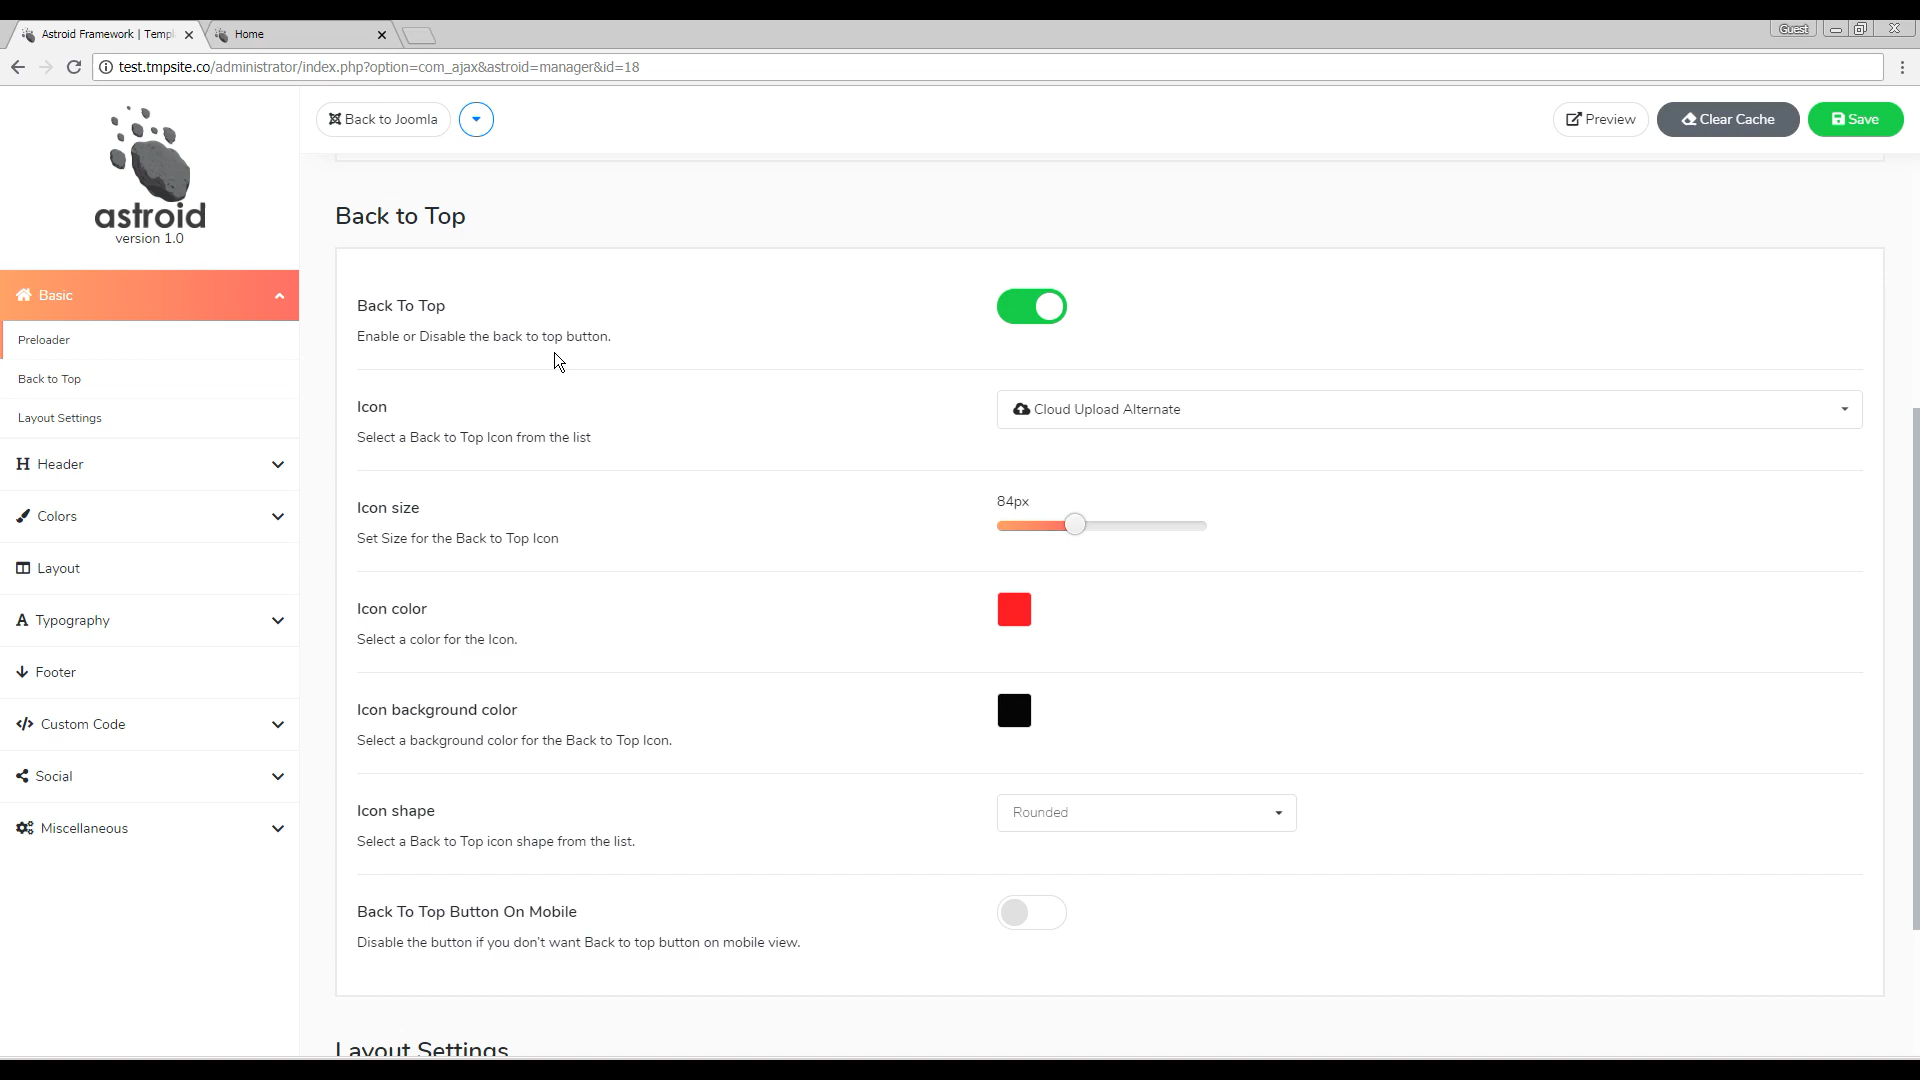 Astroid Framework | Templ
Home
Guest
test.tmpsite.co/administrator/index.php?option=com_ajax&astroid=manager&id=18
astroid
version 1.0
Back to Joomla
Preview
Clear Cache
Save
Basic
Preloader
Back to Top
Layout Settings
Header
Colors
Layout
Typography
Footer
Custom Code
Social
Miscellaneous
Back to Top
Back To Top
Enable or Disable the back to top button.
Icon
Select a Back to Top Icon from the list
Cloud Upload Alternate
Icon size
Set Size for the Back to Top Icon
84px
Icon color
Select a color for the Icon.
Icon background color
Select a background color for the Back to Top Icon.
Icon shape
Select a Back to Top icon shape from the list.
Rounded
Back To Top Button On Mobile
Disable the button if you don't want Back to top button on mobile view.
Layout Settings